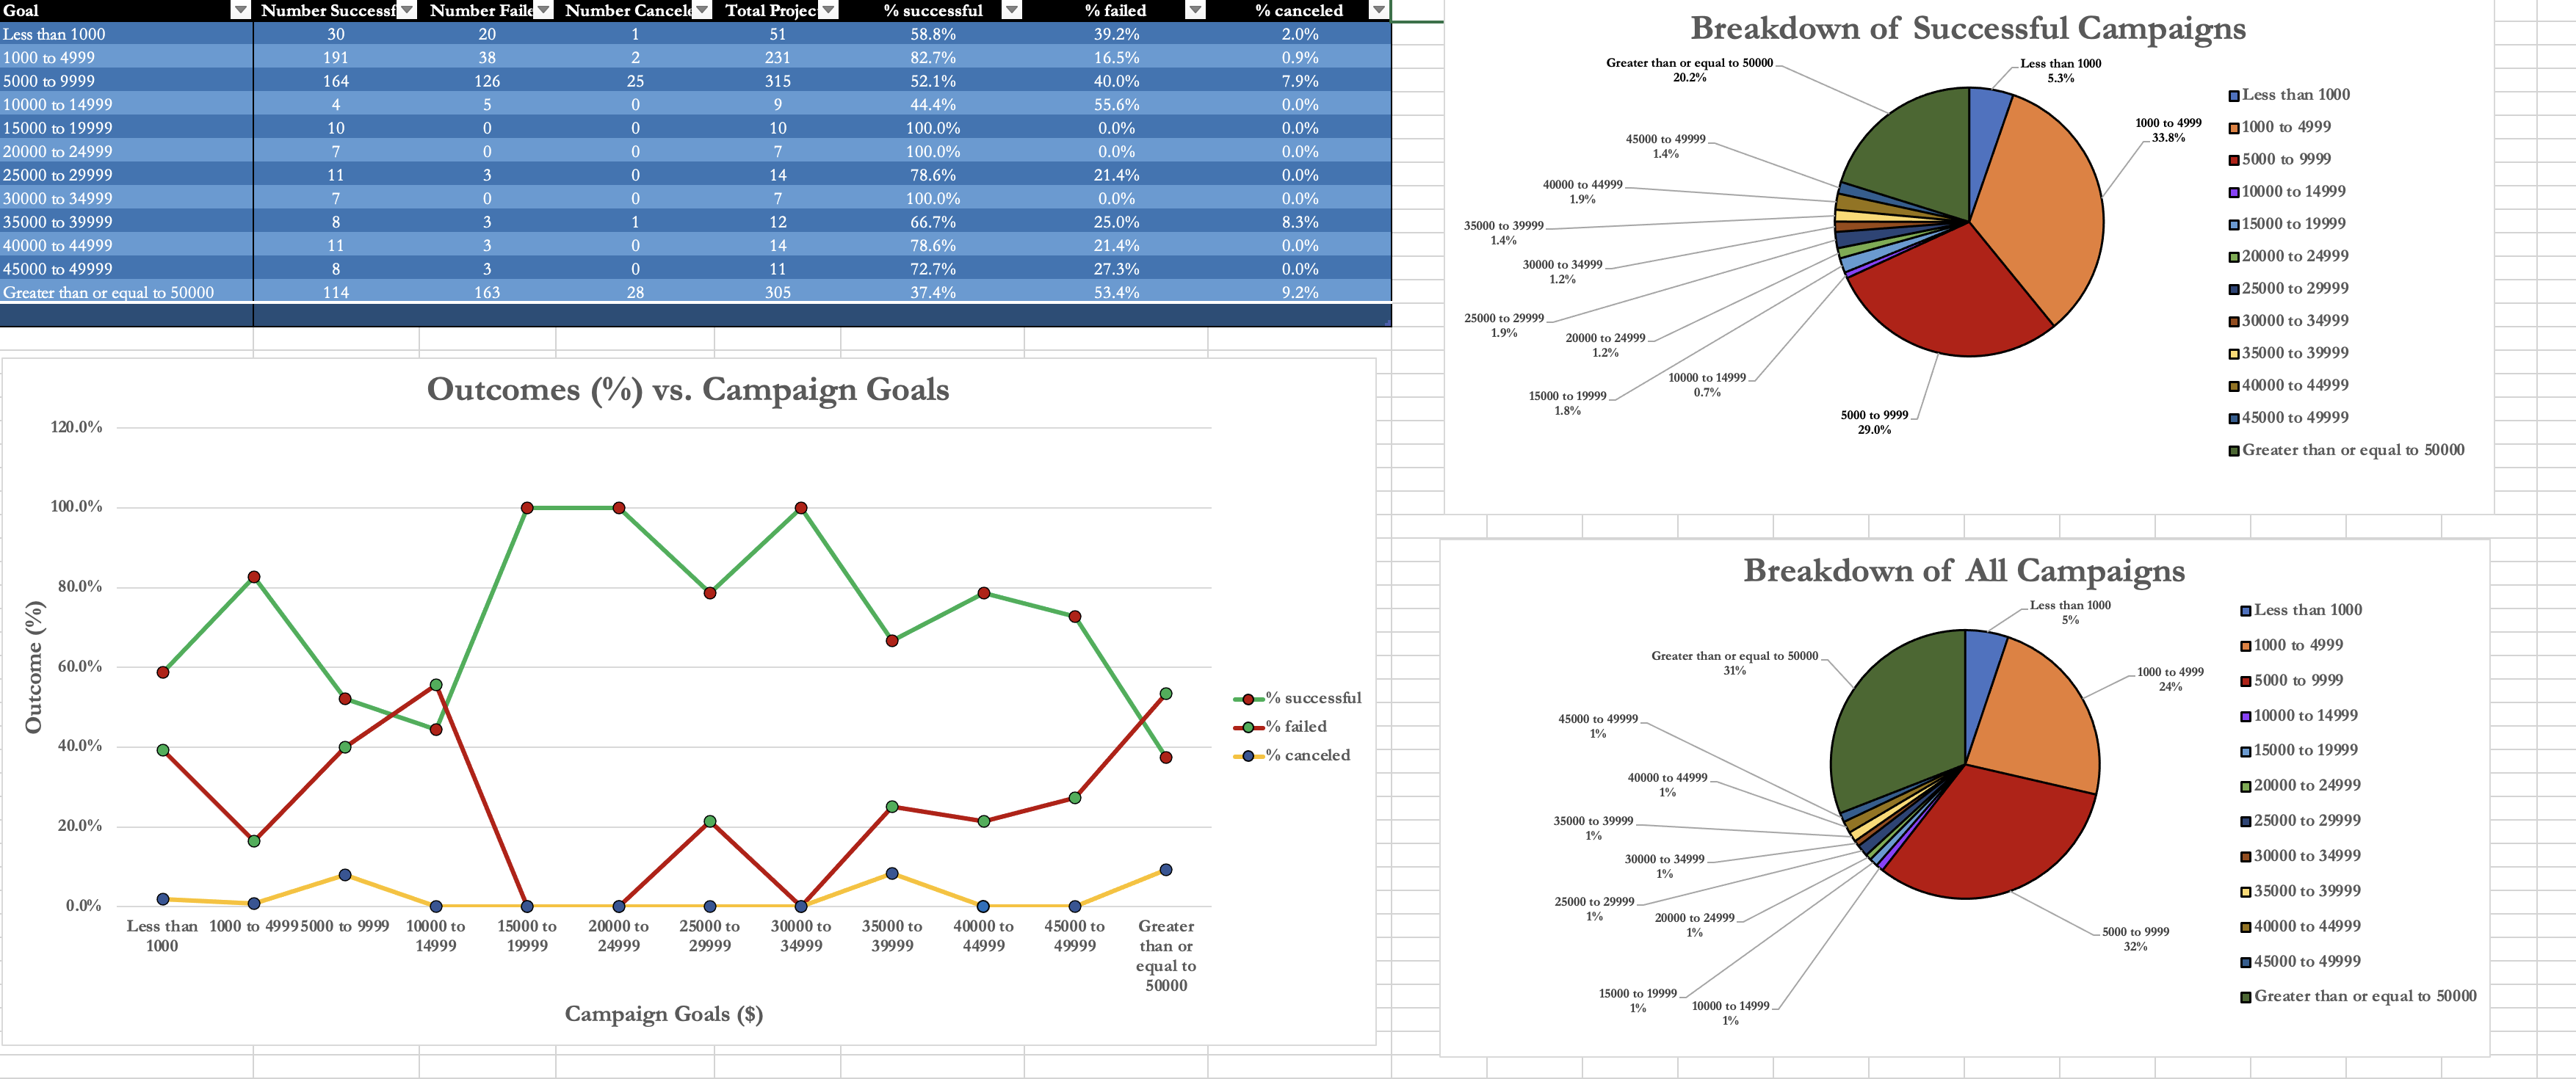 Goal Number Successf Number Faile Number Cancele Total Projec % successful % failed % canceled
Less than 1000 30 20 1 51 58.8% 39.2% 2.0%
1000 to 4999 191 38 2 231 82.7% 16.5% 0.9%
5000 to 9999 164 126 25 315 52.1% 40.0% 7.9%
10000 to 14999 4 5 0 9 44.4% 55.6% 0.0%
15000 to 19999 10 0 0 10 100.0% 0.0% 0.0%
20000 to 24999 7 0 0 7 100.0% 0.0% 0.0%
25000 to 29999 11 3 0 14 78.6% 21.4% 0.0%
30000 to 34999 7 0 0 7 100.0% 0.0% 0.0%
35000 to 39999 8 3 1 12 66.7% 25.0% 8.3%
40000 to 44999 11 3 0 14 78.6% 21.4% 0.0%
45000 to 49999 8 3 0 11 72.7% 27.3% 0.0%
Greater than or equal to 50000 114 163 28 305 37.4% 53.4% 9.2%
Outcomes (%) vs. Campaign Goals
120.0%
100.0%
80.0%
60.0%
40.0%
20.0%
0.0%
Outcome (%)
Less than 1000 to 4999 5000 to 9999 10000 to 15000 to 20000 to 25000 to 30000 to 35000 to 40000 to 45000 to Greater
1000 14999 19999 24999 29999 34999 39999 44999 49999 than or
equal to
50000
Campaign Goals ($)
% successful
% failed
% canceled
Breakdown of Successful Campaigns
Less than 1000
5.3%
1000 to 4999
33.8%
5000 to 9999
29.0%
10000 to 14999
0.7%
15000 to 19999
1.8%
20000 to 24999
1.2%
25000 to 29999
1.9%
30000 to 34999
1.2%
35000 to 39999
1.4%
40000 to 44999
1.9%
45000 to 49999
1.4%
Greater than or equal to 50000
20.2%
Less than 1000
1000 to 4999
5000 to 9999
10000 to 14999
15000 to 19999
20000 to 24999
25000 to 29999
30000 to 34999
35000 to 39999
40000 to 44999
45000 to 49999
Greater than or equal to 50000
Breakdown of All Campaigns
Less than 1000
5%
1000 to 4999
24%
5000 to 9999
32%
10000 to 14999
1%
15000 to 19999
1%
20000 to 24999
1%
25000 to 29999
1%
30000 to 34999
1%
35000 to 39999
1%
40000 to 44999
1%
45000 to 49999
1%
Greater than or equal to 50000
31%
Less than 1000
1000 to 4999
5000 to 9999
10000 to 14999
15000 to 19999
20000 to 24999
25000 to 29999
30000 to 34999
35000 to 39999
40000 to 44999
45000 to 49999
Greater than or equal to 50000